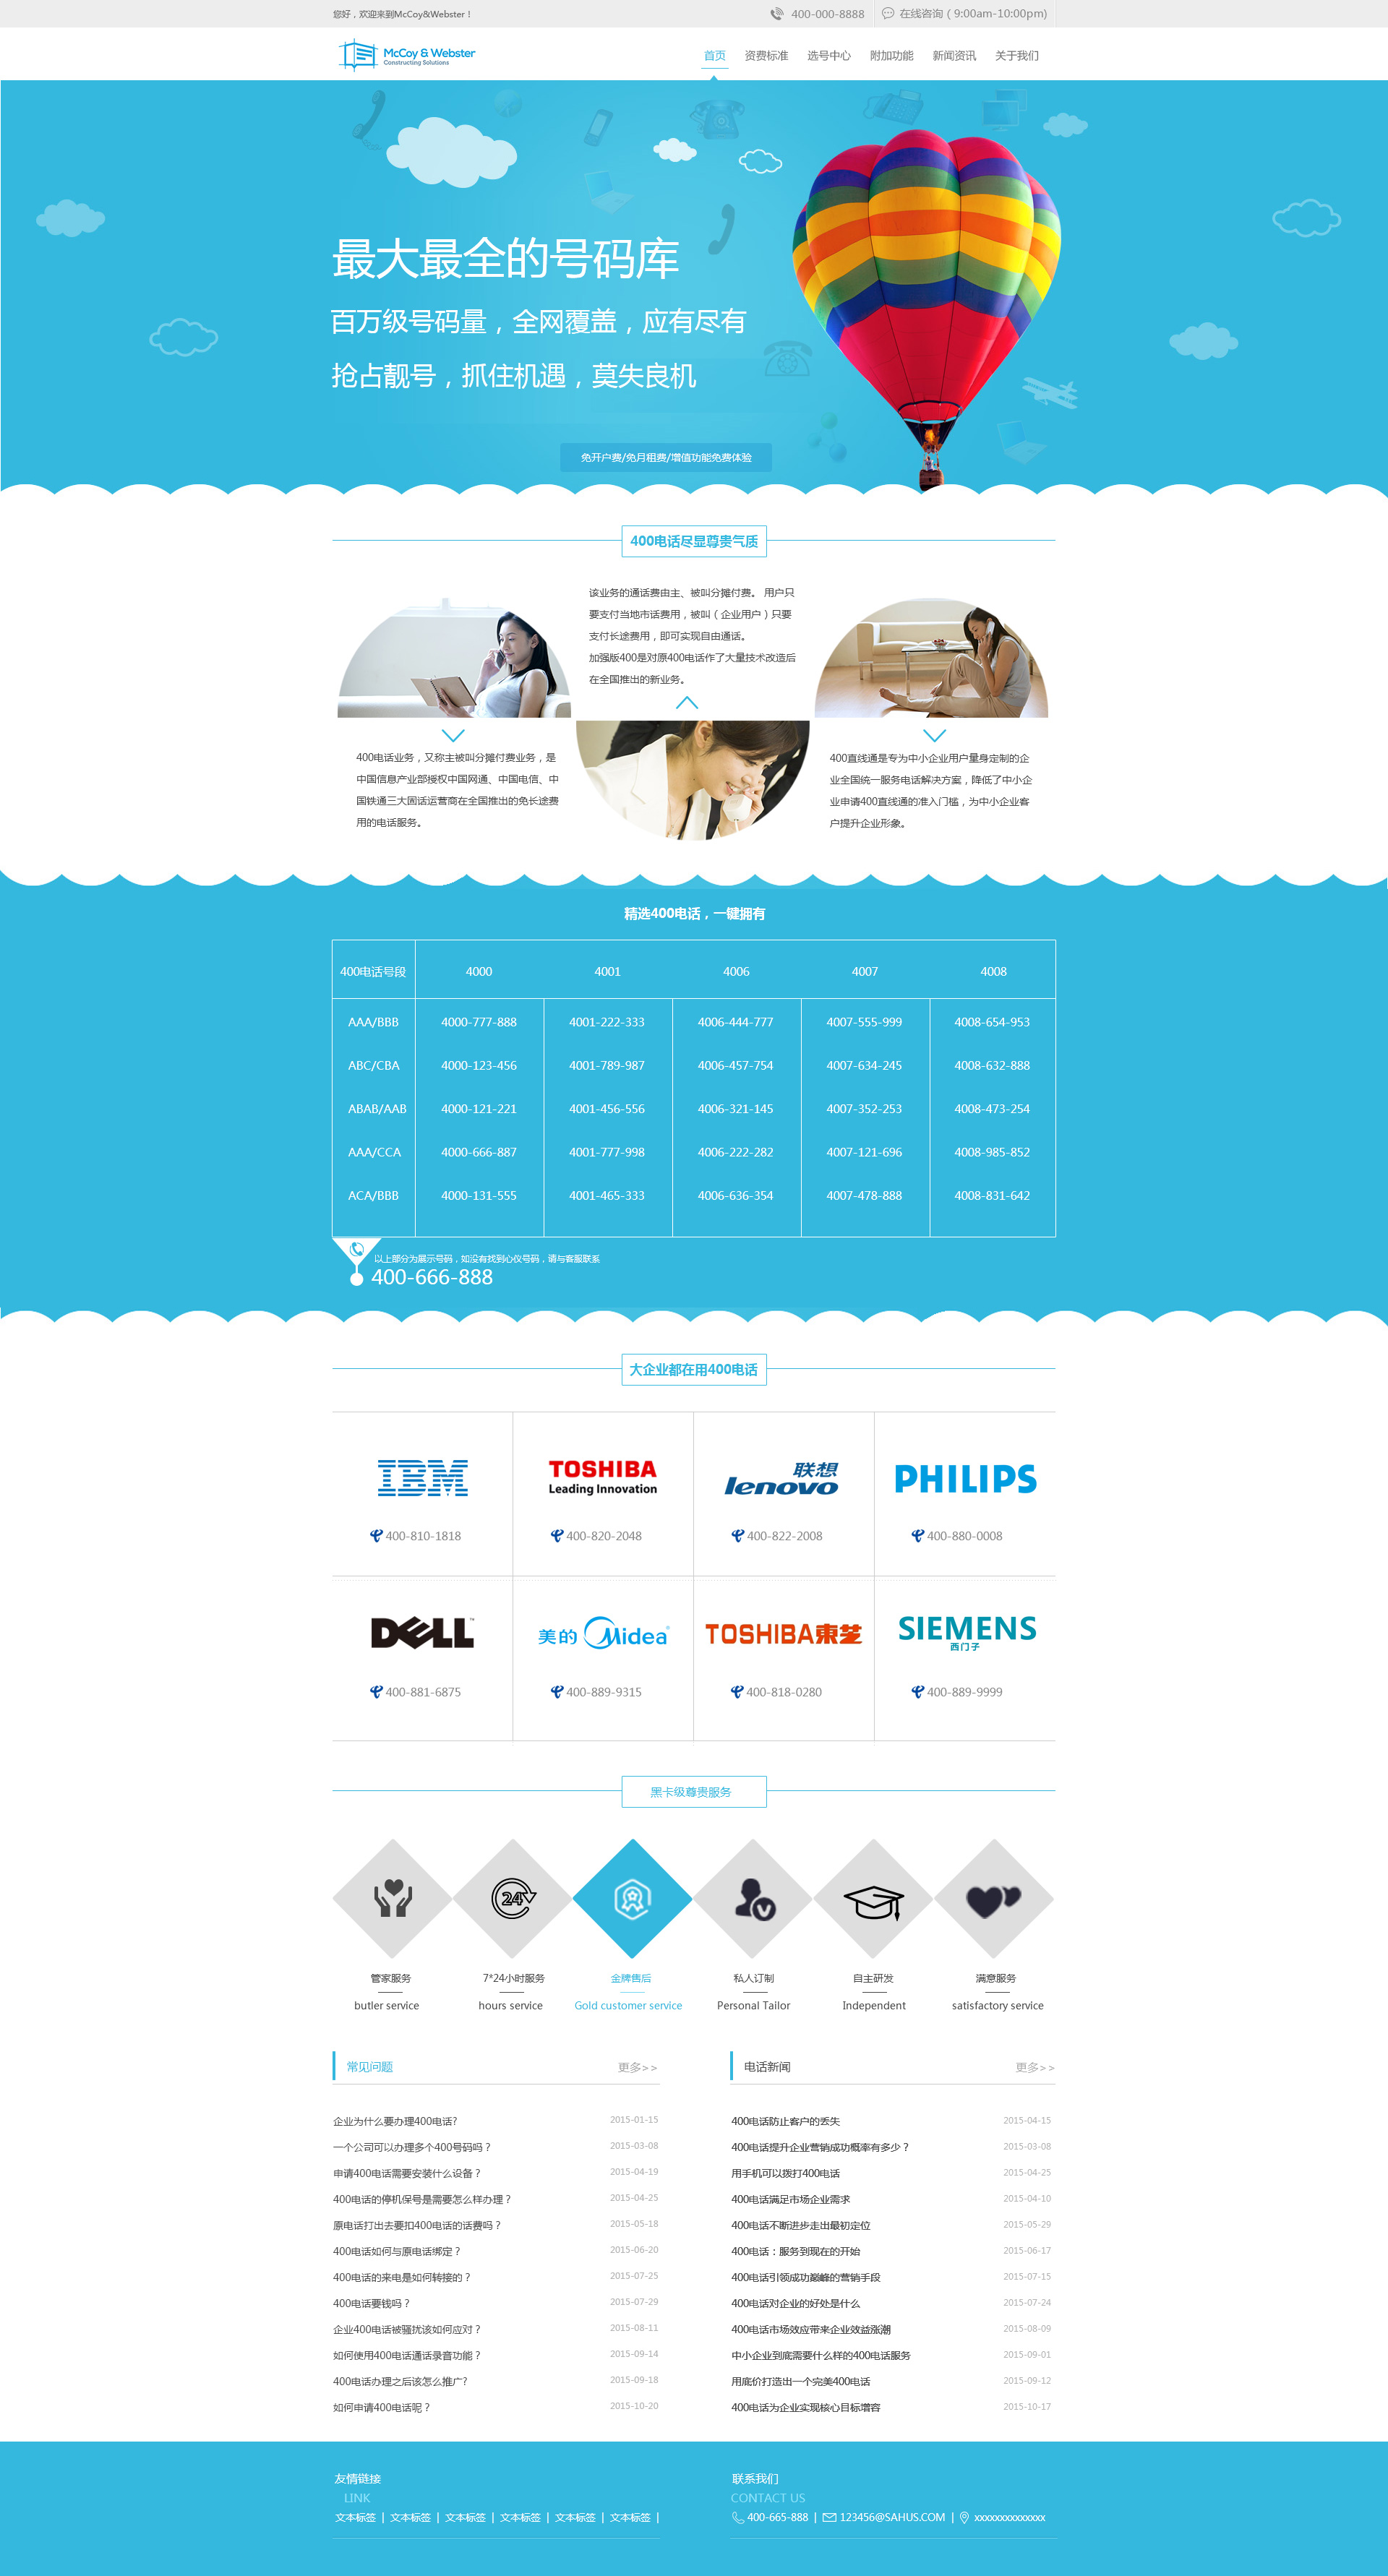 您好，欢迎来到McCoy&Webster！
400-000-8888
在线咨询（9:00am-10:00pm)
McCoy & Webster
Constructing Solutions
首页 资费标准 选号中心 附加功能 新闻资讯 关于我们
最大最全的号码库
百万级号码量，全网覆盖，应有尽有
抢占靓号，抓住机遇，莫失良机
免开户费/免月租费/增值功能免费体验
400电话尽显尊贵气质
该业务的通话费由主、被叫分摊付费。 用户只
要支付当地市话费用，被叫（企业用户）只要
支付长途费用，即可实现自由通话。
加强版400是对原400电话作了大量技术改造后
在全国推出的新业务。
400电话业务，又称主被叫分摊付费业务，是
中国信息产业部授权中国网通、中国电信、中
国铁通三大固话运营商在全国推出的免长途费
用的电话服务。
400直线通是专为中小企业用户量身定制的企
业全国统一服务电话解决方案，降低了中小企
业申请400直线通的准入门槛，为中小企业客
户提升企业形象。
精选400电话，一键拥有
400电话号段 4000 4001 4006 4007 4008
AAA/BBB 4000-777-888 4001-222-333 4006-444-777 4007-555-999 4008-654-953
ABC/CBA 4000-123-456 4001-789-987 4006-457-754 4007-634-245 4008-632-888
ABAB/AAB 4000-121-221 4001-456-556 4006-321-145 4007-352-253 4008-473-254
AAA/CCA 4000-666-887 4001-777-998 4006-222-282 4007-121-696 4008-985-852
ACA/BBB 4000-131-555 4001-465-333 4006-636-354 4007-478-888 4008-831-642
以上部分为展示号码，如没有找到心仪号码，请与客服联系
400-666-888
大企业都在用400电话
IBM
TOSHIBA
Leading Innovation
联想
lenovo
PHILIPS
400-810-1818 400-820-2048 400-822-2008 400-880-0008
DELL™
美的 Midea®
TOSHIBA東芝
SIEMENS
西门子
400-881-6875 400-889-9315 400-818-0280 400-889-9999
黑卡级尊贵服务
24
V
管家服务 7*24小时服务 金牌售后 私人订制 自主研发 满意服务
butler service hours service Gold customer service Personal Tailor Independent satisfactory service
常见问题 更多>>
企业为什么要办理400电话? 2015-01-15
一个公司可以办理多个400号码吗？ 2015-03-08
申请400电话需要安装什么设备？ 2015-04-19
400电话的停机保号是需要怎么样办理？ 2015-04-25
原电话打出去要扣400电话的话费吗？ 2015-05-18
400电话如何与原电话绑定？ 2015-06-20
400电话的来电是如何转接的？ 2015-07-25
400电话要钱吗？ 2015-07-29
企业400电话被骚扰该如何应对？ 2015-08-11
如何使用400电话通话录音功能？ 2015-09-14
400电话办理之后该怎么推广? 2015-09-18
如何申请400电话呢？ 2015-10-20
电话新闻 更多>>
400电话防止客户的丢失 2015-04-15
400电话提升企业营销成功概率有多少？ 2015-03-08
用手机可以拨打400电话 2015-04-25
400电话满足市场企业需求 2015-04-10
400电话不断进步走出最初定位 2015-05-29
400电话：服务到现在的开始 2015-06-17
400电话引领成功巅峰的营销手段 2015-07-15
400电话对企业的好处是什么 2015-07-24
400电话市场效应带来企业效益涨潮 2015-08-09
中小企业到底需要什么样的400电话服务 2015-09-01
用底价打造出一个完美400电话 2015-09-12
400电话为企业实现核心目标增容 2015-10-17
友情链接
LINK
文本标签 | 文本标签 | 文本标签 | 文本标签 | 文本标签 | 文本标签 |
联系我们
CONTACT US
400-665-888 | 123456@SAHUS.COM | xxxxxxxxxxxxxx